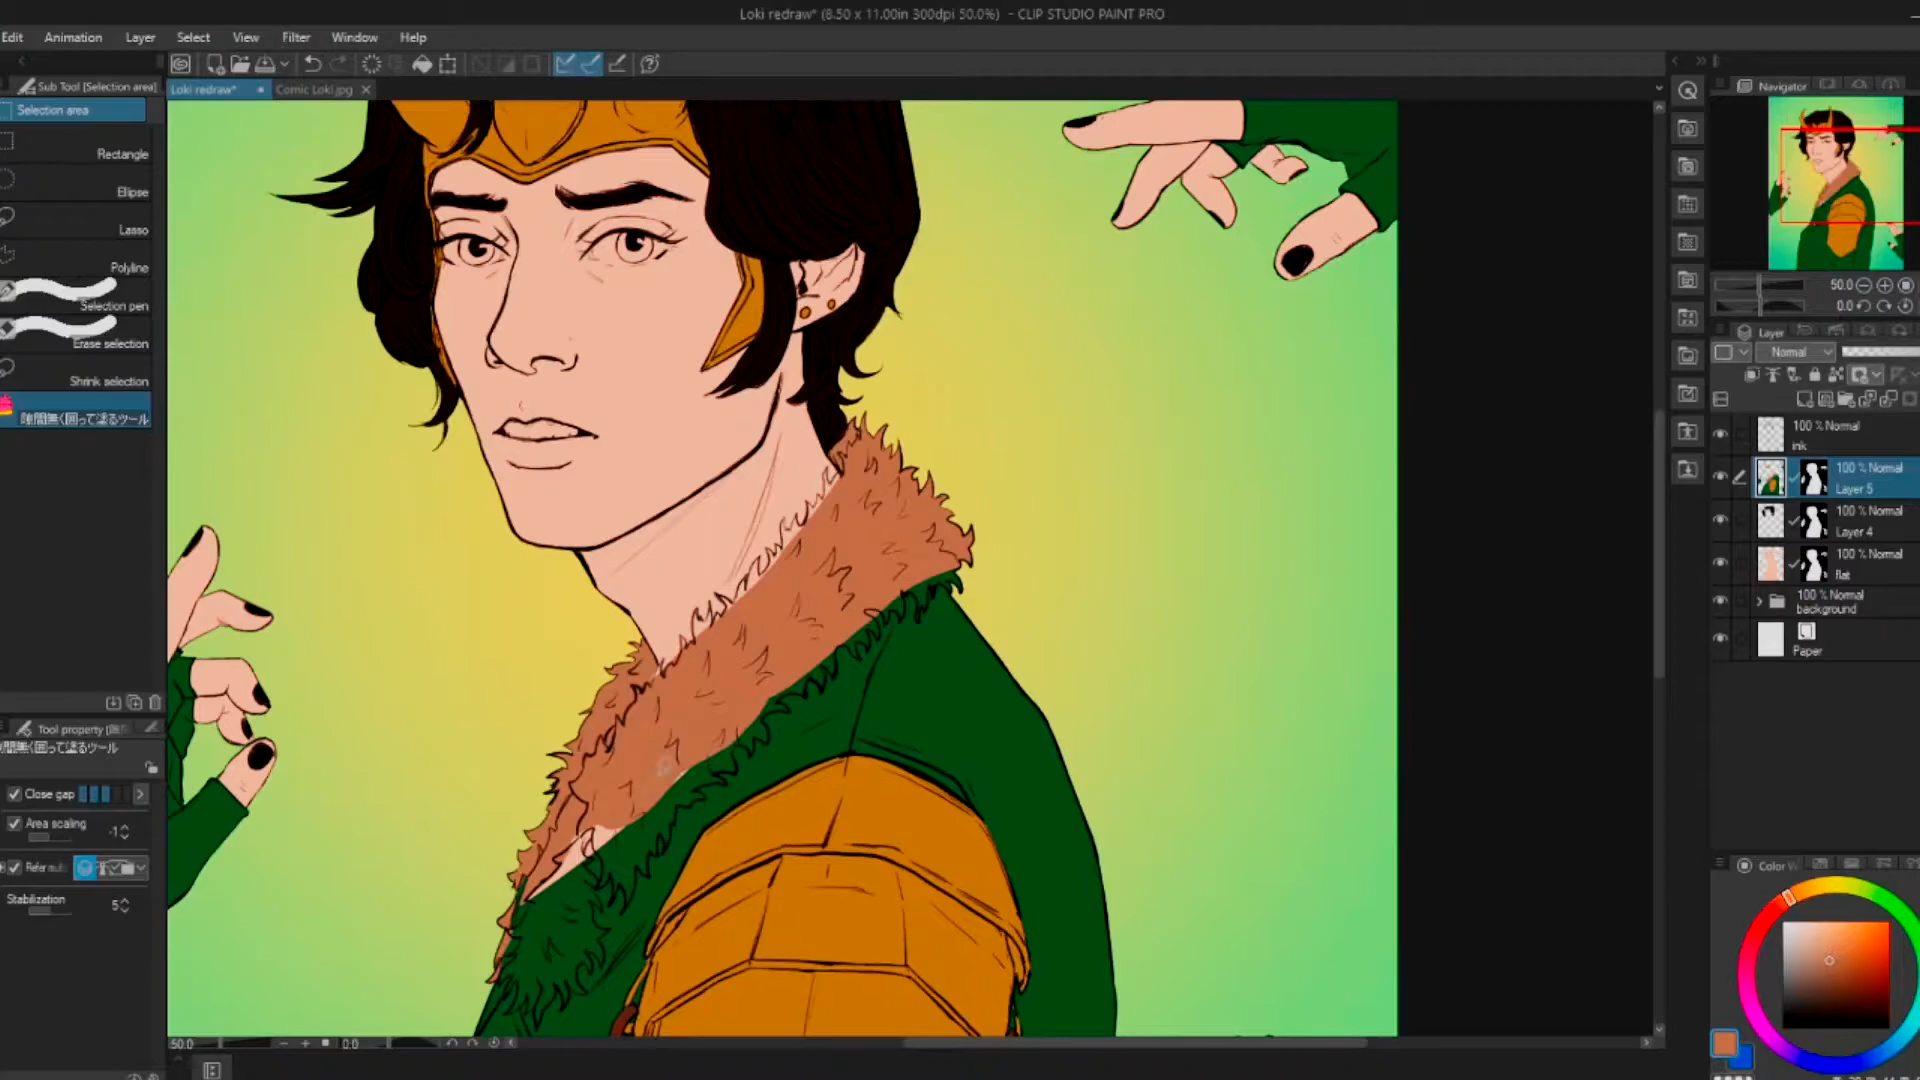 Loki redraw* (8.50 x 11.00in 300dpi 50.0%) - CLIP STUDIO PAINT PRO
Edit Animation Layer Select View Filter Window Help
Sub Tool [Selection area]
Loki redraw* Comic Loki.jpg
Navigator
Selection area
Rectangle
Ellipse
Lasso
Polyline
Selection pen
Erase selection
Shrink selection
隙間無く囲って塗るツール
50.0
0.0
Layer
Normal
100 % Normal
ink
100 % Normal
Layer 5
100 % Normal
Layer 4
100 % Normal
flat
100 % Normal
background
Paper
Tool property
間無く囲って塗るツール
Close gap
Area scaling -1
Refer mult
Stabilization 5
Color
50.0 0.0